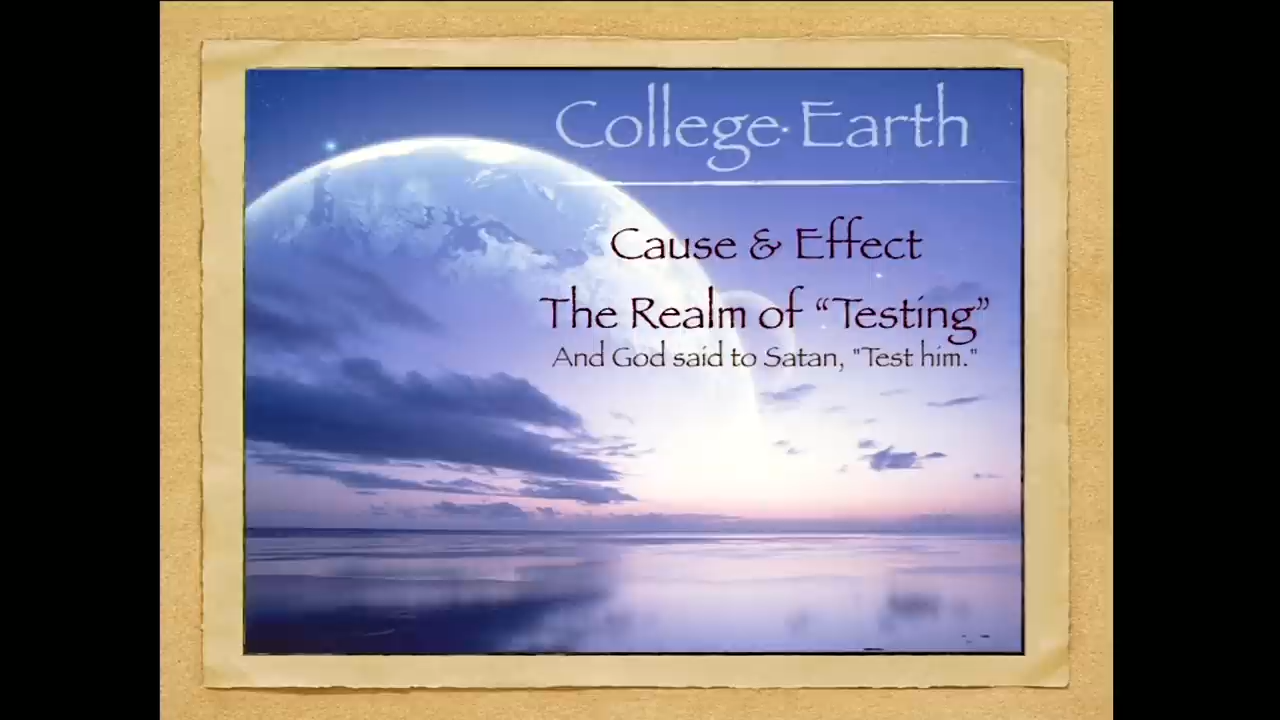 College Earth
Cause & Effect
The Realm of “Testing”
And God said to Satan, "Test him."